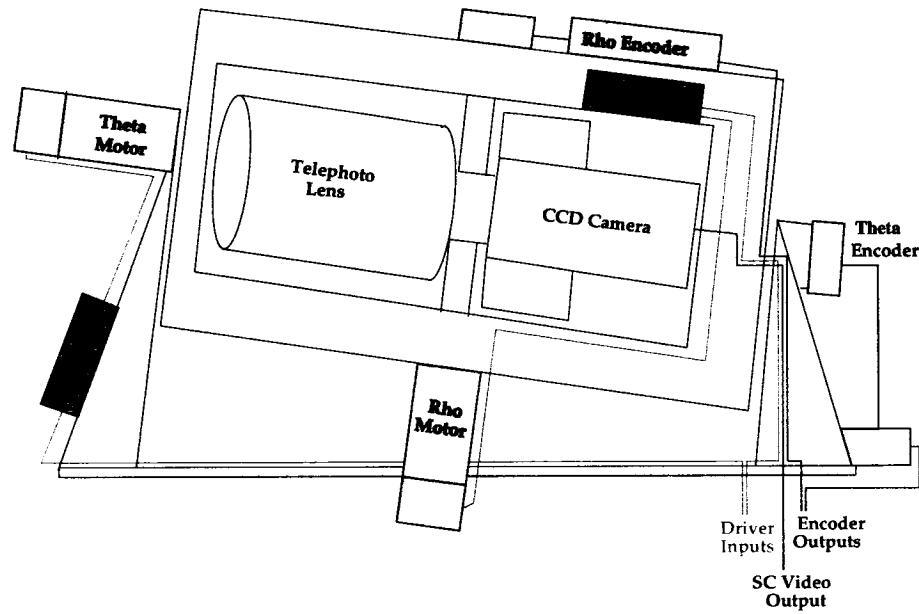 Rho Encoder
Theta
Motor
Telephoto
Lens
CCD Camera
Theta
Encoder
Rho
Motor
Driver
Inputs
Encoder
Outputs
SC Video
Output